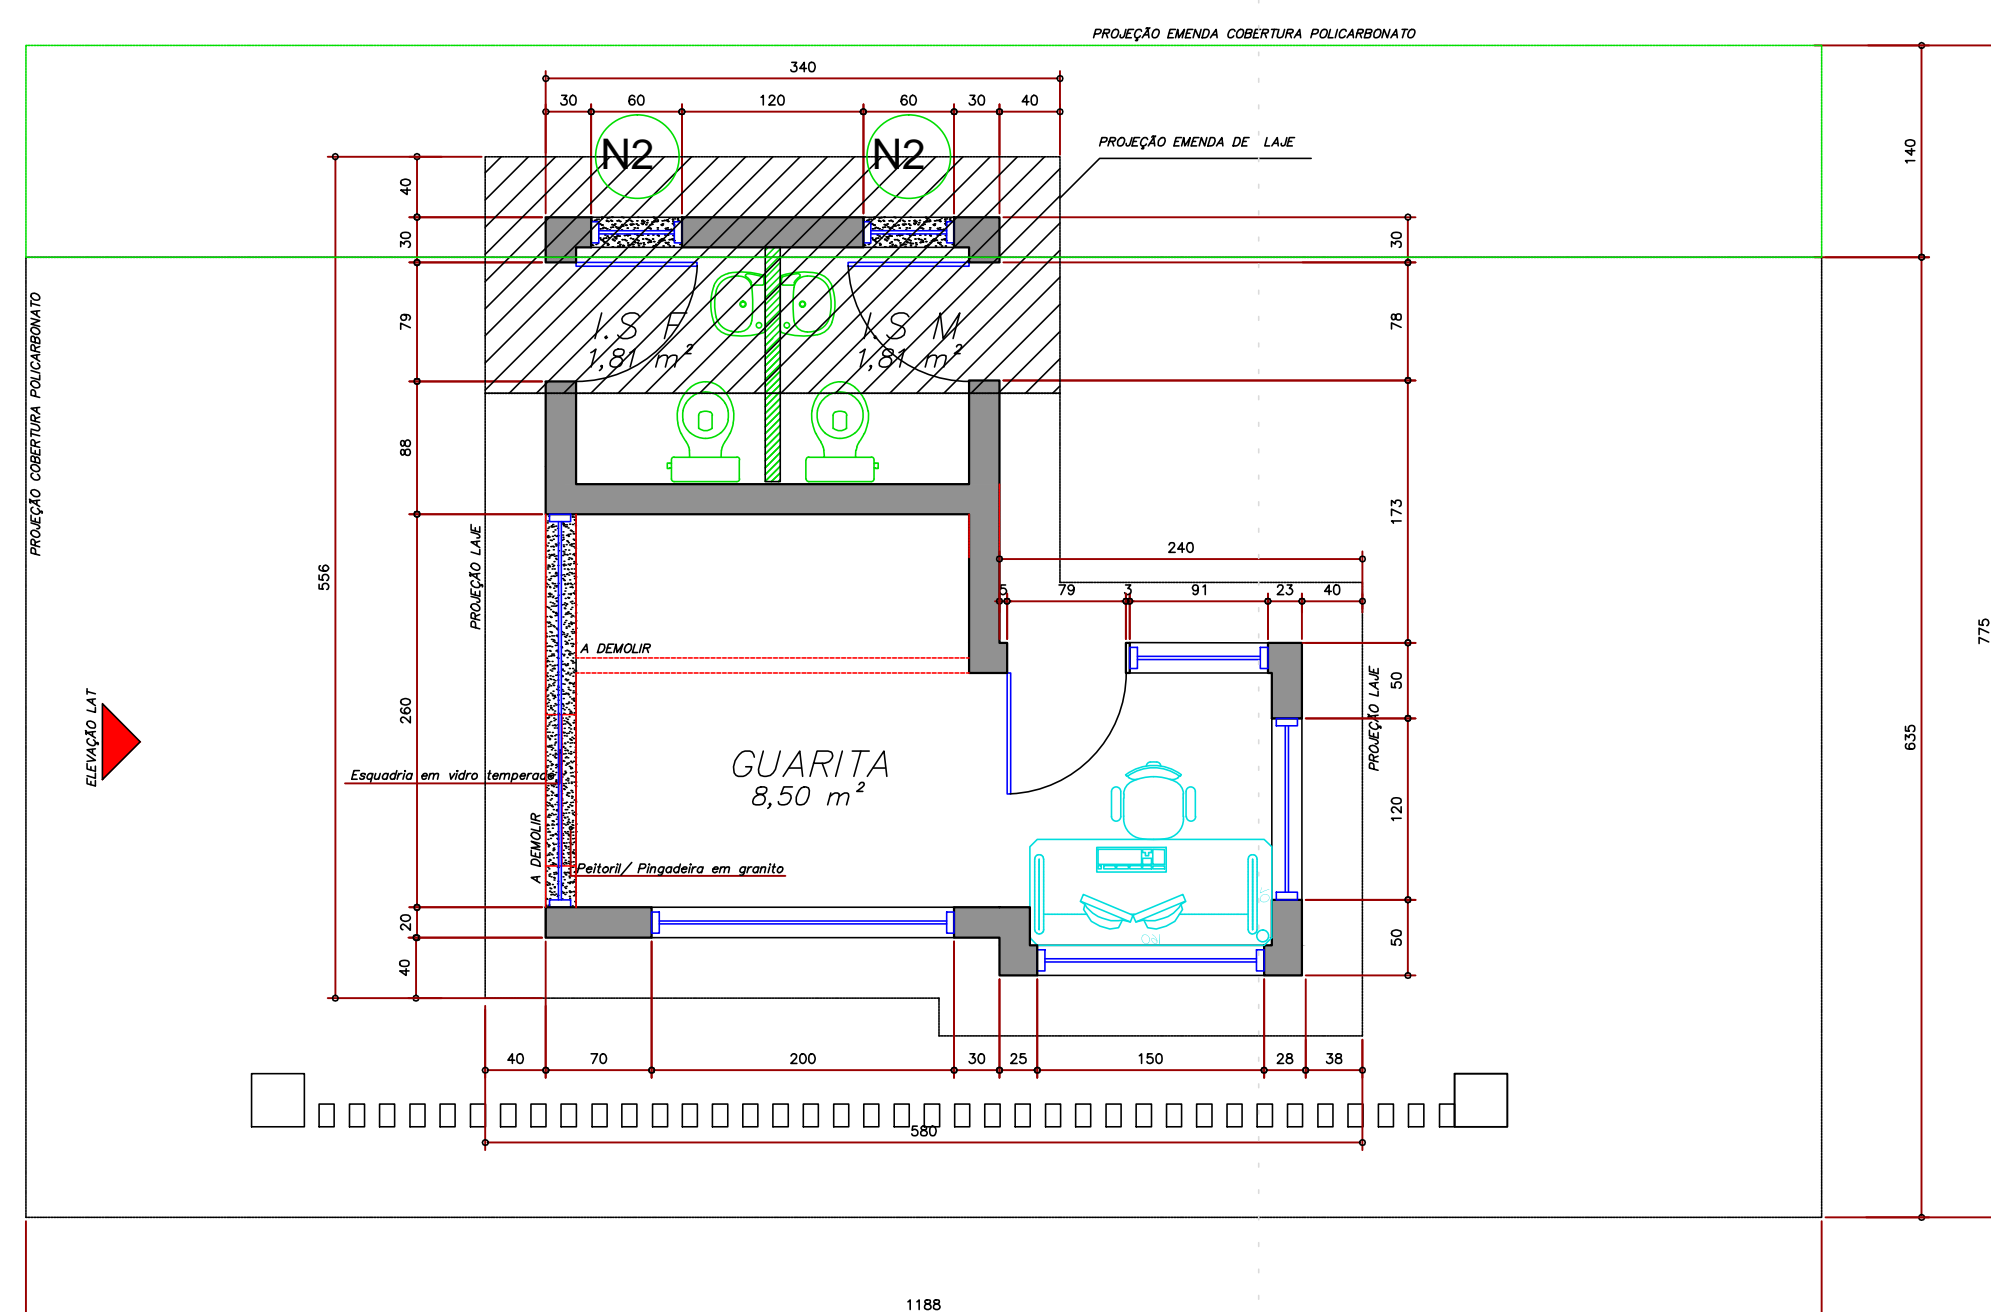 PROJEÇÃO EMENDA COBERTURA POLICARBONATO
340
30 60 120 60 30 40
N2 N2
PROJEÇÃO EMENDA DE LAJE
140
40
30
30
PROJEÇÃO COBERTURA POLICARBONATO
79
I.S F
1,81 m²
I.S M
1,81 m²
78
88
173
556
PROJEÇÃO LAJE
240
5 79 3 91 23 40
775
A DEMOLIR
50
PROJEÇÃO LAJE
635
260
ELEVAÇÃO LAT
GUARITA
8,50 m²
Esquadria em vidro temperado
120
A DEMOLIR
Peitoril/ Pingadeira em granito
20
50
40
40 70 200 30 25 150 28 38
580
1188